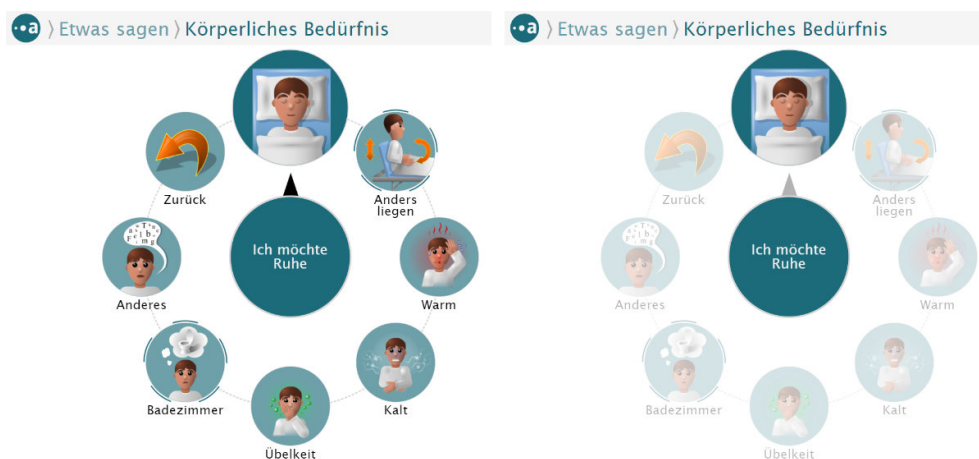 a 〉Etwas sagen〉Körperliches Bedürfnis
Zurück
Anders
liegen
Ich möchte
Ruhe
Anderes
Warm
Badezimmer
Kalt
Übelkeit
a 〉Etwas sagen〉Körperliches Bedürfnis
Zurück
Anders
liegen
Ich möchte
Ruhe
Anderes
Warm
Badezimmer
Kalt
Übelkeit